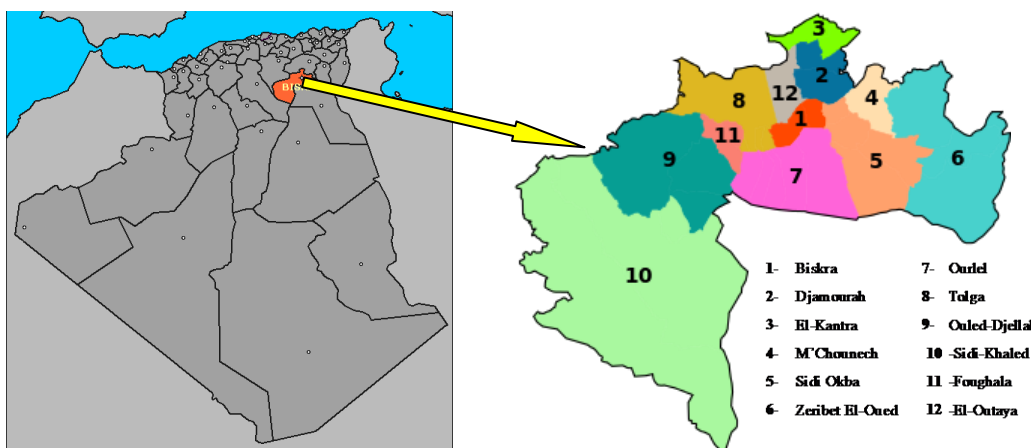 BIS
3
2
12
8
4
1
11
9
5
6
7
10
1- Biskra
2- Djamourah
3- El-Kantra
4- M'Chounech
5- Sidi Okba
6- Zeribet El-Oued
7- Ourlel
8- Tolga
9- Ouled-Djellal
10 -Sidi-Khaled
11 -Foughala
12 -El-Outaya